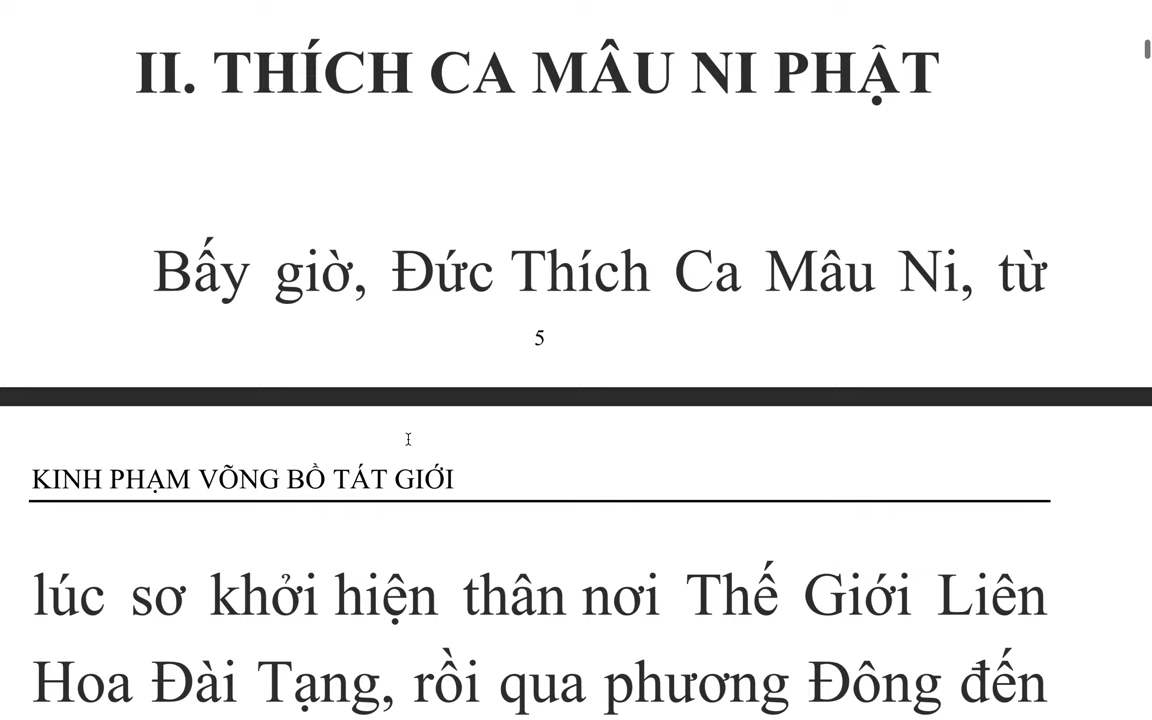 II. THÍCH CA MÂU NI PHẬT
Bấy giờ, Đức Thích Ca Mâu Ni, từ
5
KINH PHẠM VÕNG BỒ TÁT GIỚI
lúc sơ khởi hiện thân nơi Thế Giới Liên
Hoa Đài Tạng, rồi qua phương Đông đến